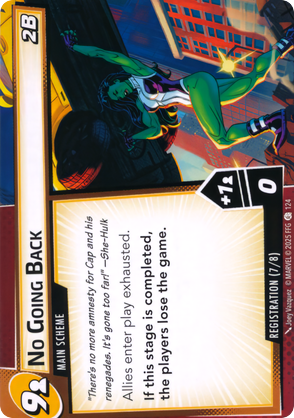 2B
No Going Back
MAIN SCHEME
"There's no more amnesty for Cap and his
renegades. It's gone too far!" —She-Hulk
Allies enter play exhausted.
If this stage is completed,
the players lose the game.
9
+1
0
REGISTRATION (7/8)
Joey Vazquez © MARVEL © 2025 FFG 124